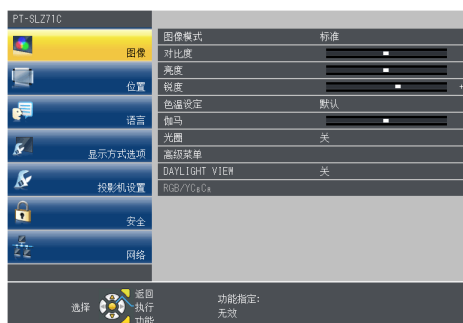 PT-SLZ71C
图像
位置
语言
显示方式选项
投影机设置
安全
网络
图像模式 标准
对比度
亮度
锐度 +
色温设定 默认
伽马
光圈 关
高级菜单
DAYLIGHT VIEW 关
RGB/YCBCR
选择
返回
执行
功能
功能指定:
无效